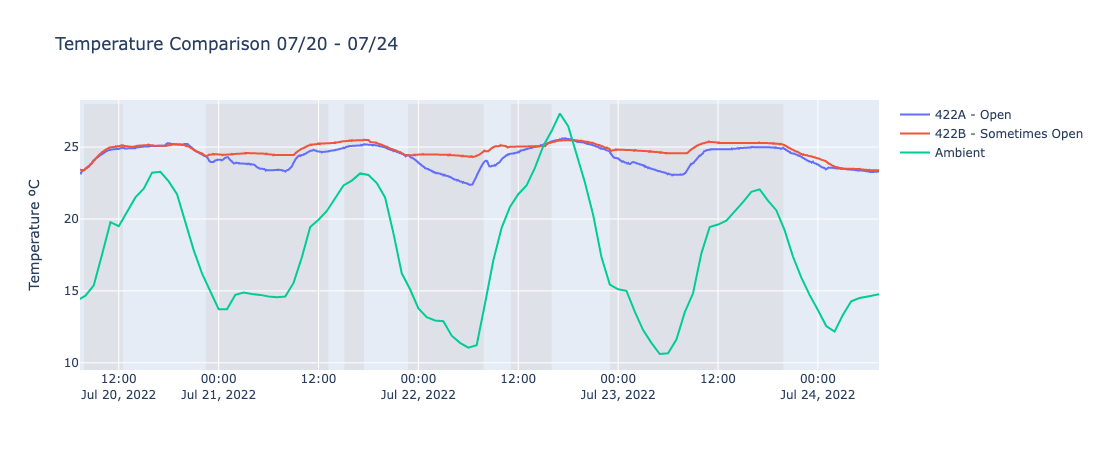 Temperature Comparison 07/20 - 07/24
422A - Open
422B - Sometimes Open
Ambient
Temperature ºC
25
20
15
10
12:00 00:00 12:00 00:00 12:00 00:00 12:00 00:00
Jul 20, 2022 Jul 21, 2022 Jul 22, 2022 Jul 23, 2022 Jul 24, 2022